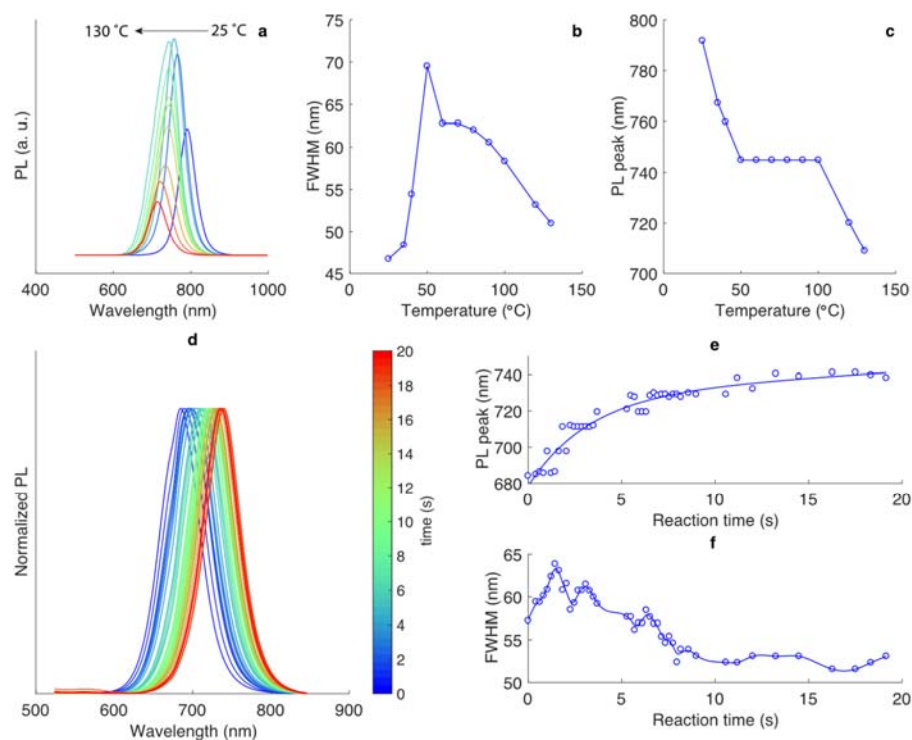 130 °C 25 °C a
PL (a. u.)
400 600 800 1000
Wavelength (nm)
b
FWHM (nm)
75
70
65
60
55
50
45
0 50 100 150
Temperature (°C)
c
PL peak (nm)
800
780
760
740
720
700
0 50 100 150
Temperature (°C)
d
Normalized PL
500 600 700 800 900
Wavelength (nm)
20
18
16
14
12
10
8
6
4
2
0
time (s)
e
PL peak (nm)
740
720
700
680
0 5 10 15 20
Reaction time (s)
f
FWHM (nm)
65
60
55
50
0 5 10 15 20
Reaction time (s)